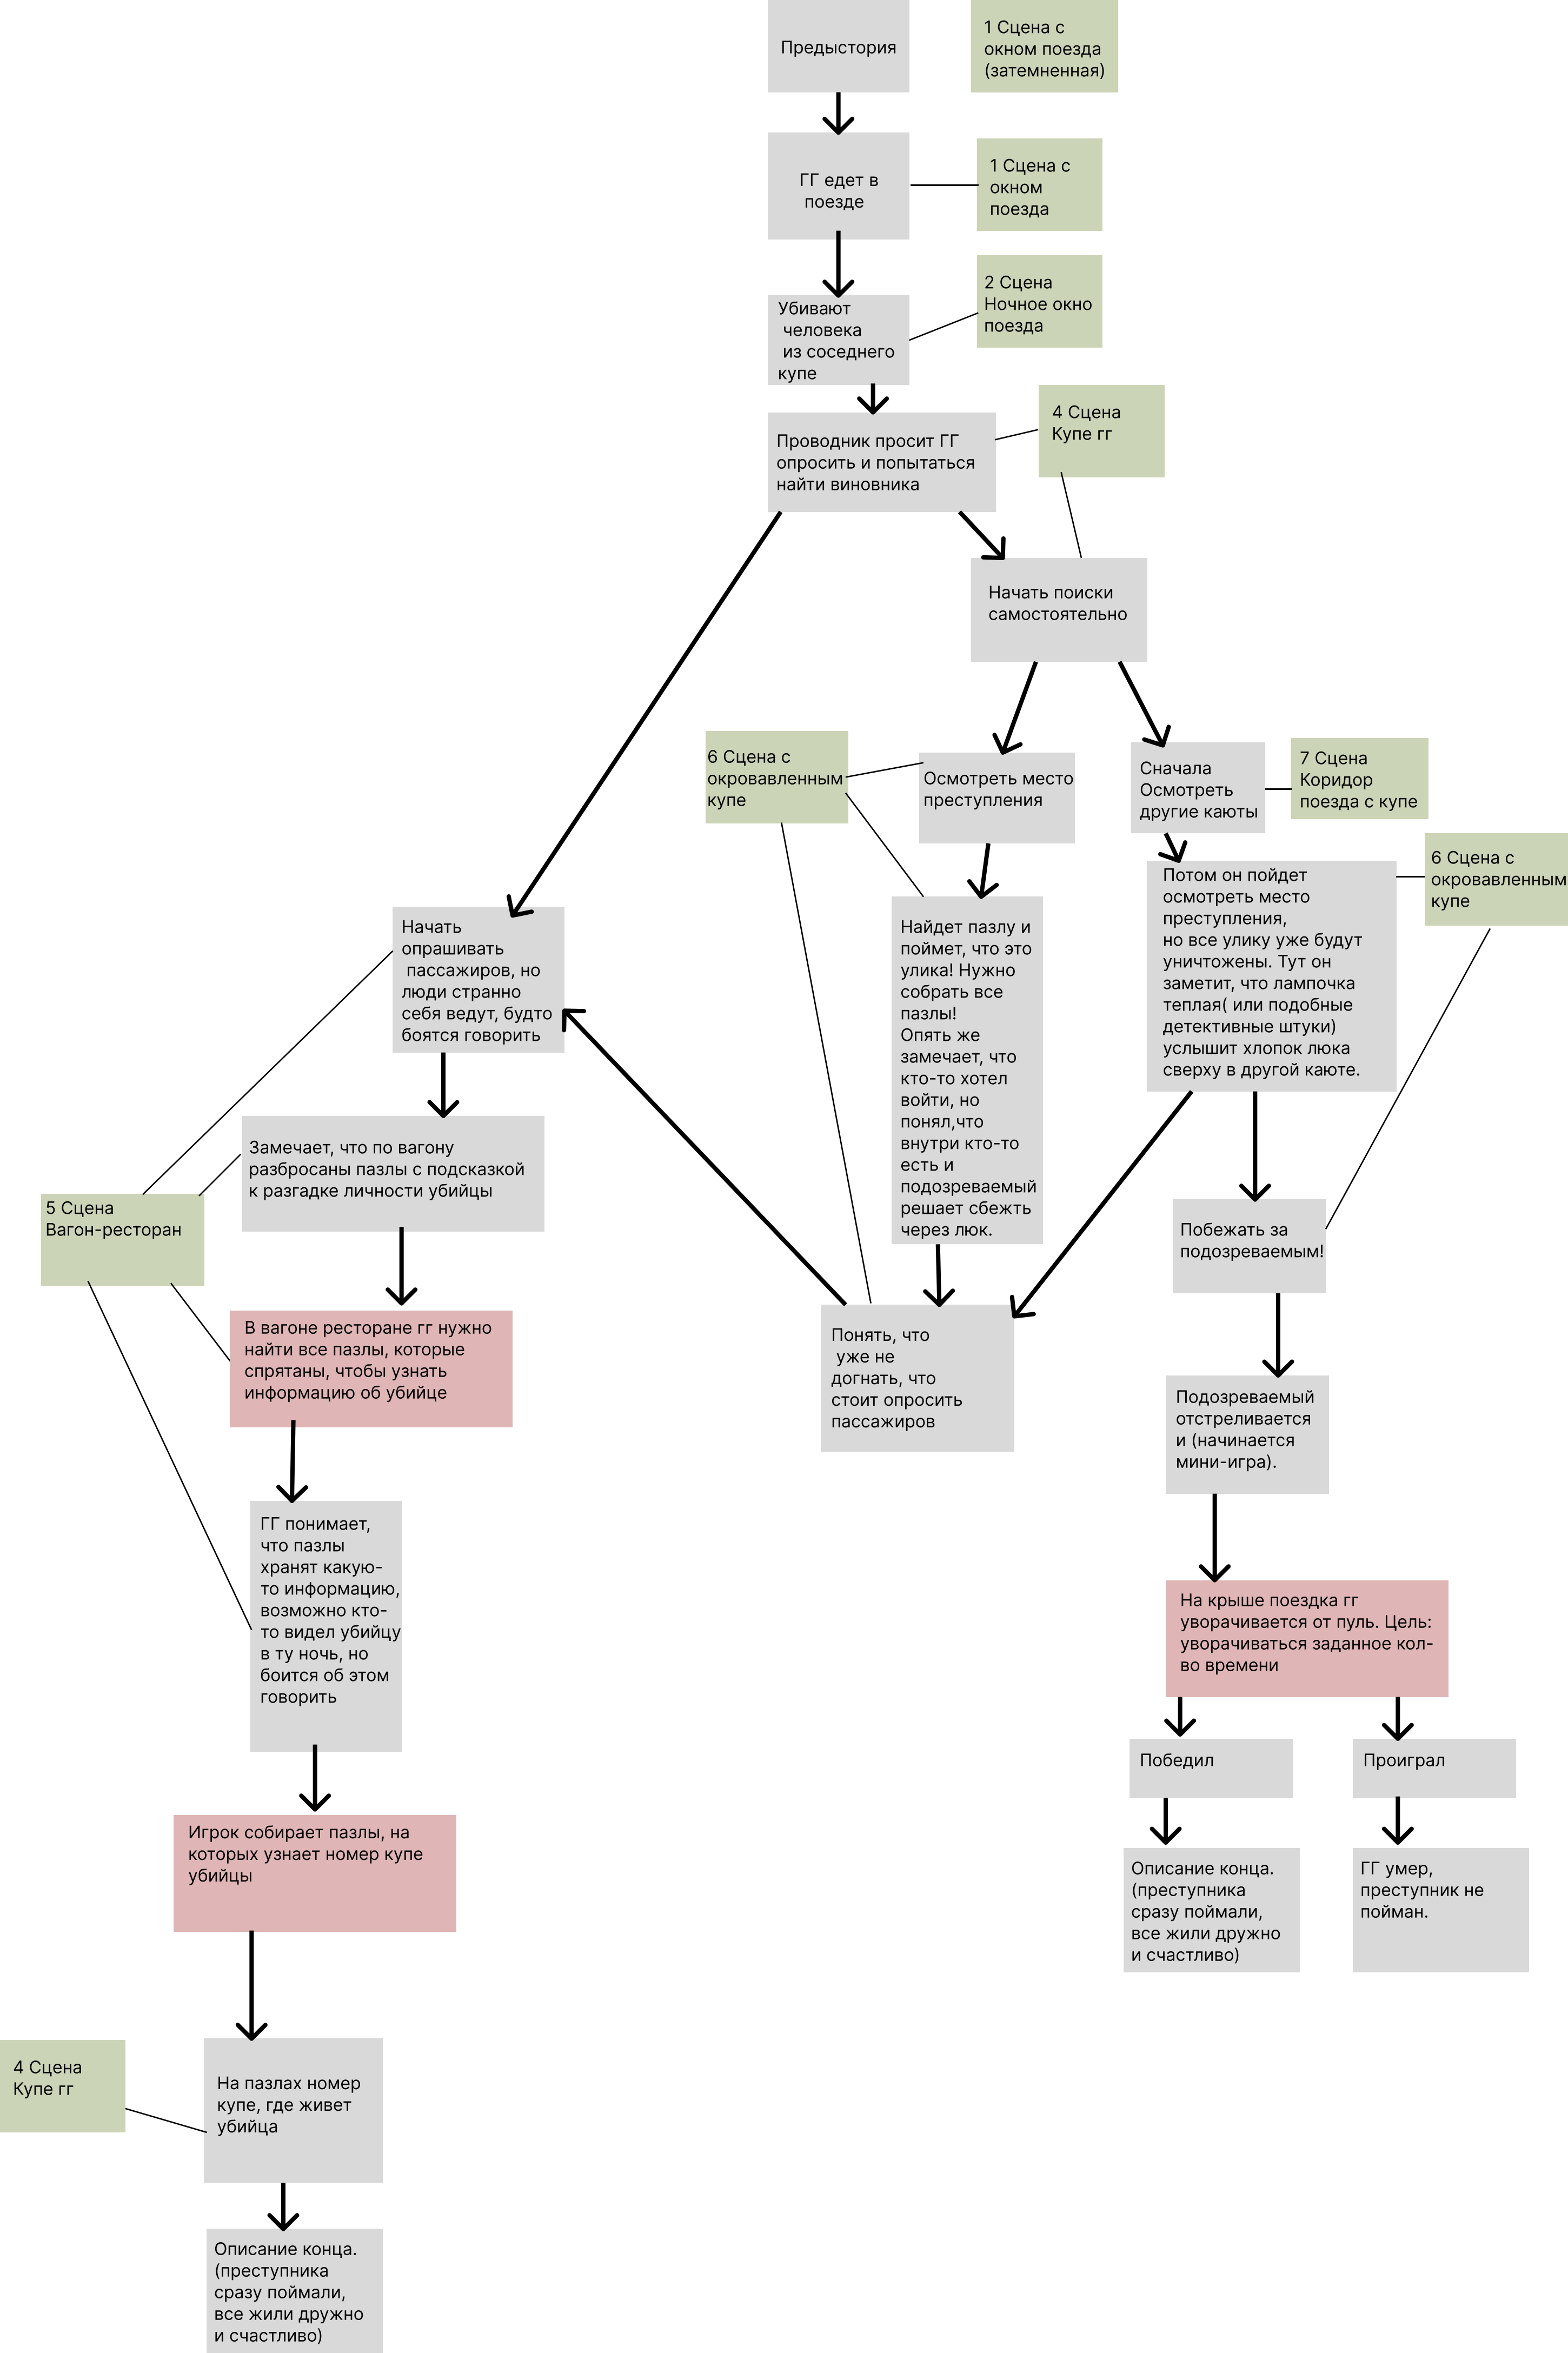 Предыстория
1 Сцена с
окном поезда
(затемненная)
ГГ едет в
поезде
1 Сцена с
окном
поезда
Убивают
человека
из соседнего
купе
2 Сцена
Ночное окно
поезда
Проводник просит ГГ
опросить и попытаться
найти виновника
4 Сцена
Купе гг
Начать поиски
самостоятельно
6 Сцена с
окровавленным
купе
Осмотреть место
преступления
Сначала
Осмотреть
другие каюты
7 Сцена
Коридор
поезда с купе
Потом он пойдет
осмотреть место
преступления,
но все улику уже будут
уничтожены. Тут он
заметит, что лампочка
теплая( или подобные
детективные штуки)
услышит хлопок люка
сверху в другой каюте.
6 Сцена с
окровавленным
купе
Начать
опрашивать
пассажиров, но
люди странно
себя ведут, будто
боятся говорить
Найдет пазлу и
поймет, что это
улика! Нужно
собрать все
пазлы!
Опять же
замечает, что
кто-то хотел
войти, но
понял,что
внутри кто-то
есть и
подозреваемый
решает сбежть
через люк.
Замечает, что по вагону
разбросаны пазлы с подсказкой
к разгадке личности убийцы
5 Сцена
Вагон-ресторан
Побежать за
подозреваемым!
В вагоне ресторане гг нужно
найти все пазлы, которые
спрятаны, чтобы узнать
информацию об убийце
Понять, что
уже не
догнать, что
стоит опросить
пассажиров
Подозреваемый
отстреливается
и (начинается
мини-игра).
ГГ понимает,
что пазлы
хранят какую-
то информацию,
возможно кто-
то видел убийцу
в ту ночь, но
боится об этом
говорить
На крыше поездка гг
уворачивается от пуль. Цель:
уворачиваться заданное кол-
во времени
Победил
Проиграл
Игрок собирает пазлы, на
которых узнает номер купе
убийцы
Описание конца.
(преступника
сразу поймали,
все жили дружно
и счастливо)
ГГ умер,
преступник не
пойман.
4 Сцена
Купе гг
На пазлах номер
купе, где живет
убийца
Описание конца.
(преступника
сразу поймали,
все жили дружно
и счастливо)